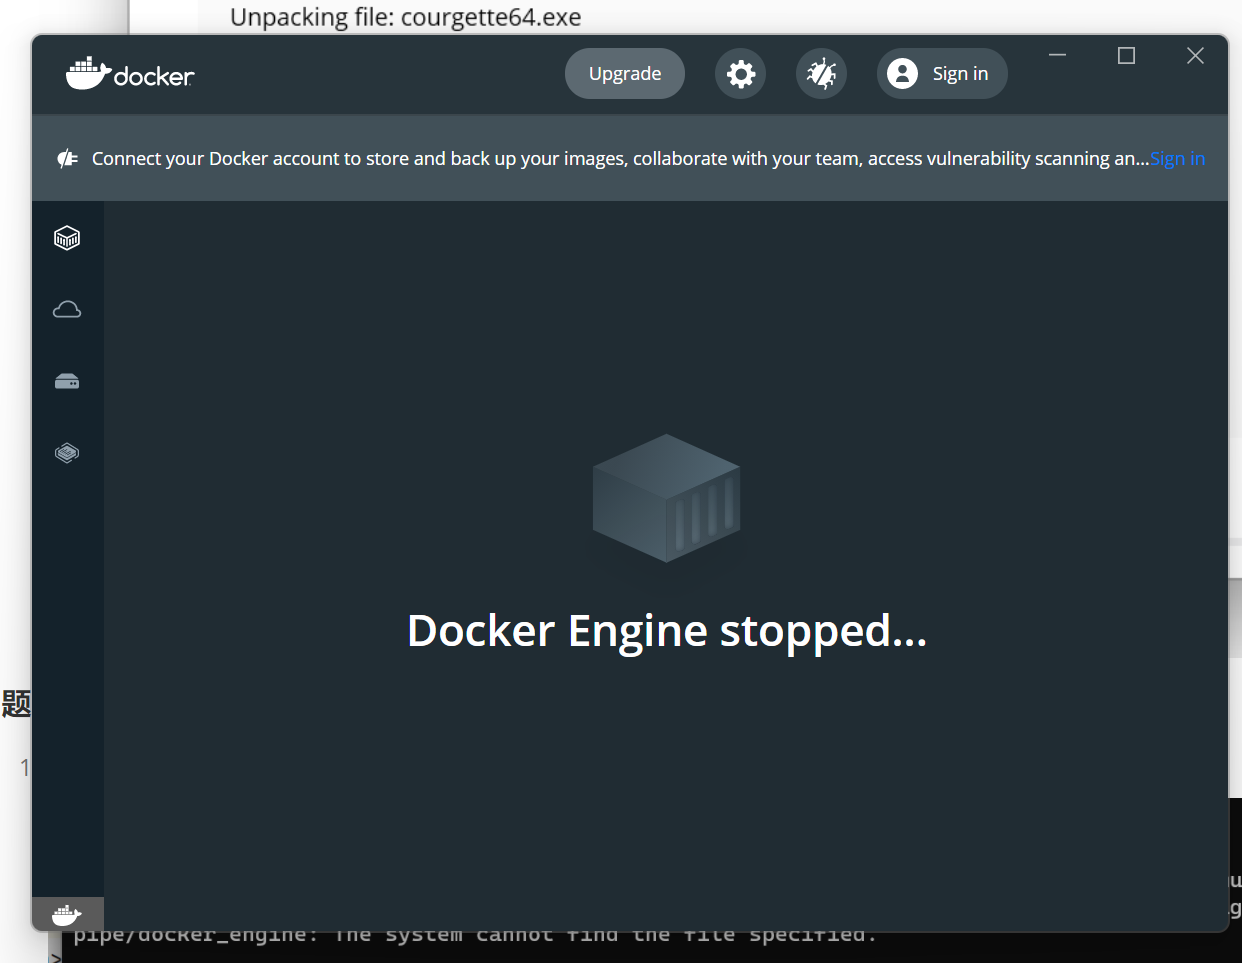 Unpacking file: courgette64.exe
docker
Upgrade
Sign in
Connect your Docker account to store and back up your images, collaborate with your team, access vulnerability scanning an...Sign in
Docker Engine stopped...
题
1
pipe/docker_engine: The system cannot find the file specified.
>